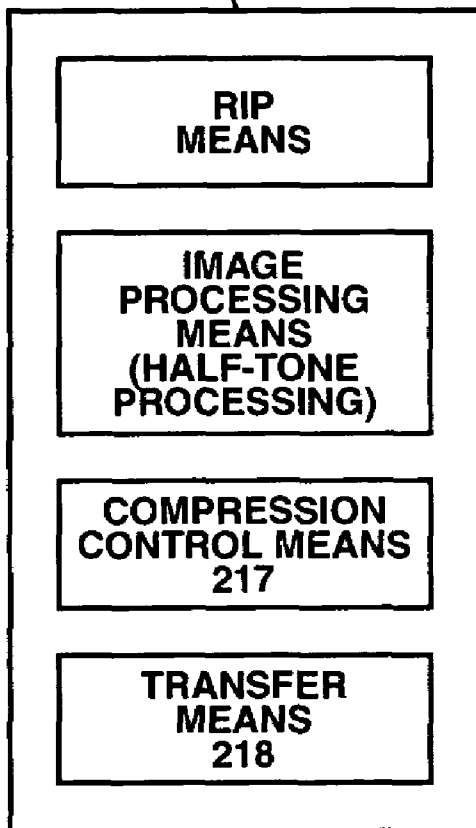 RIP
MEANS
IMAGE
PROCESSING
MEANS
(HALF-TONE
PROCESSING)
COMPRESSION
CONTROL MEANS
217
TRANSFER
MEANS
218